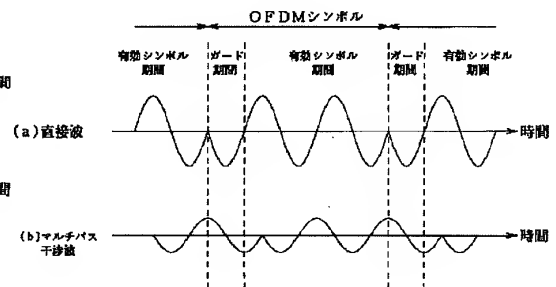 OFDMシンボル
有効シンボル
期間
ガード
期間
有効シンボル
期間
ガード
期間
有効シンボル
期間
間
(a)直接波
時間
間
(b)マルチパス
干渉波
時間